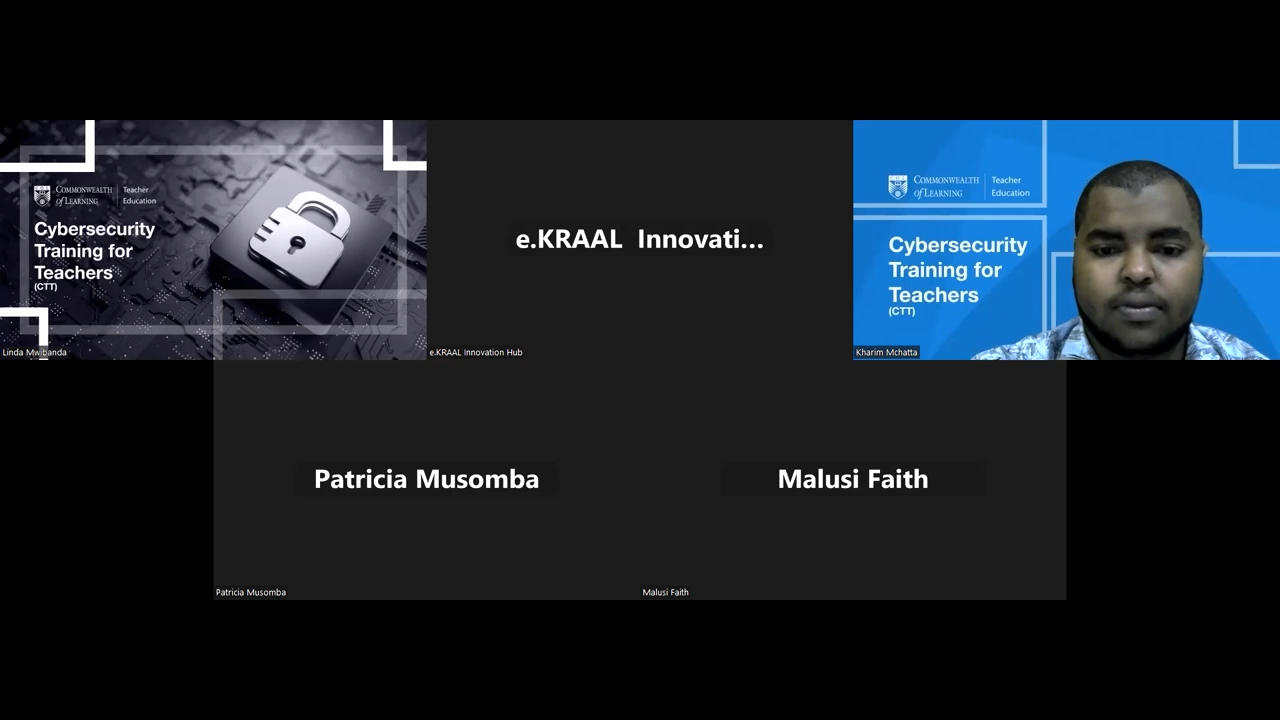 COMMONWEALTH
of LEARNING
Teacher
Education
Cybersecurity
Training for
Teachers
(CTT)
Linda Mwibanda
e.KRAAL Innovati...
e.KRAAL Innovation Hub
COMMONWEALTH
of LEARNING
Teacher
Education
Cybersecurity
Training for
Teachers
(CTT)
Kharim Mchatta
Patricia Musomba
Patricia Musomba
Malusi Faith
Malusi Faith